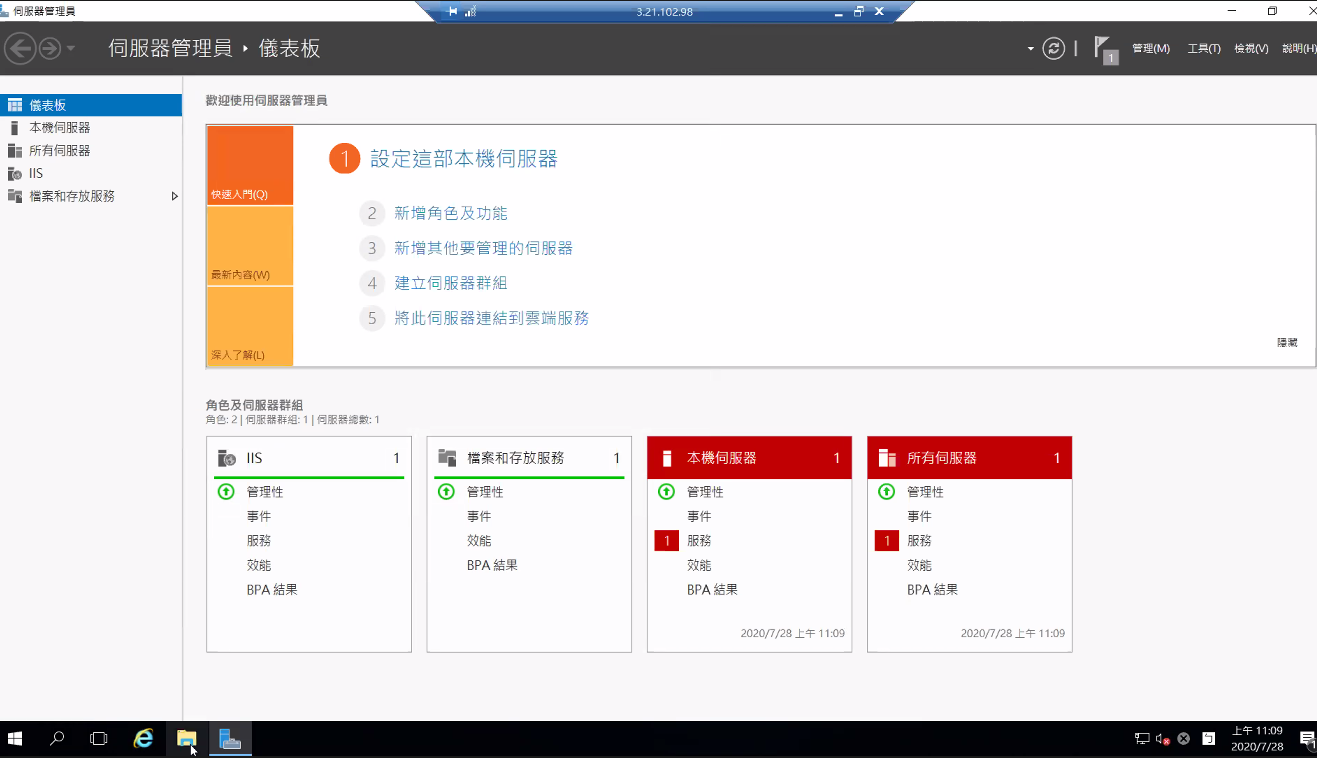 伺服器管理員
3.21.102.98
伺服器管理員 ‣ 儀表板
1
管理(M) 工具(T) 檢視(V) 說明(H)
儀表板
本機伺服器
所有伺服器
IIS
檔案和存放服務
歡迎使用伺服器管理員
快速入門(Q)
最新內容(W)
深入了解(L)
1 設定這部本機伺服器
2 新增角色及功能
3 新增其他要管理的伺服器
4 建立伺服器群組
5 將此伺服器連結到雲端服務
隱藏
角色及伺服器群組
角色: 2 | 伺服器群組: 1 | 伺服器總數: 1
IIS 1
管理性
事件
服務
效能
BPA 結果
檔案和存放服務 1
管理性
事件
效能
BPA 結果
本機伺服器 1
管理性
事件
1 服務
效能
BPA 結果
2020/7/28 上午 11:09
所有伺服器 1
管理性
事件
1 服務
效能
BPA 結果
2020/7/28 上午 11:09
上午 11:09
2020/7/28
1